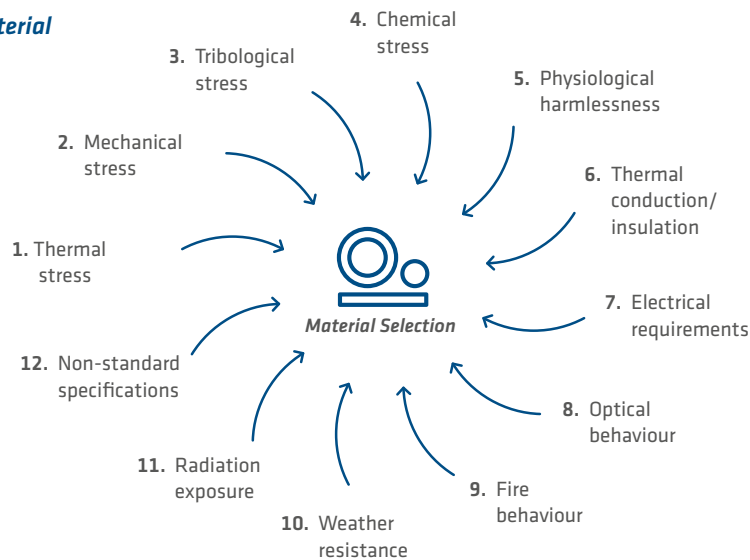 terial
1. Thermal
stress
2. Mechanical
stress
3. Tribological
stress
4. Chemical
stress
5. Physiological
harmlessness
6. Thermal
conduction/
insulation
7. Electrical
requirements
8. Optical
behaviour
9. Fire
behaviour
10. Weather
resistance
11. Radiation
exposure
12. Non-standard
specifications
Material Selection